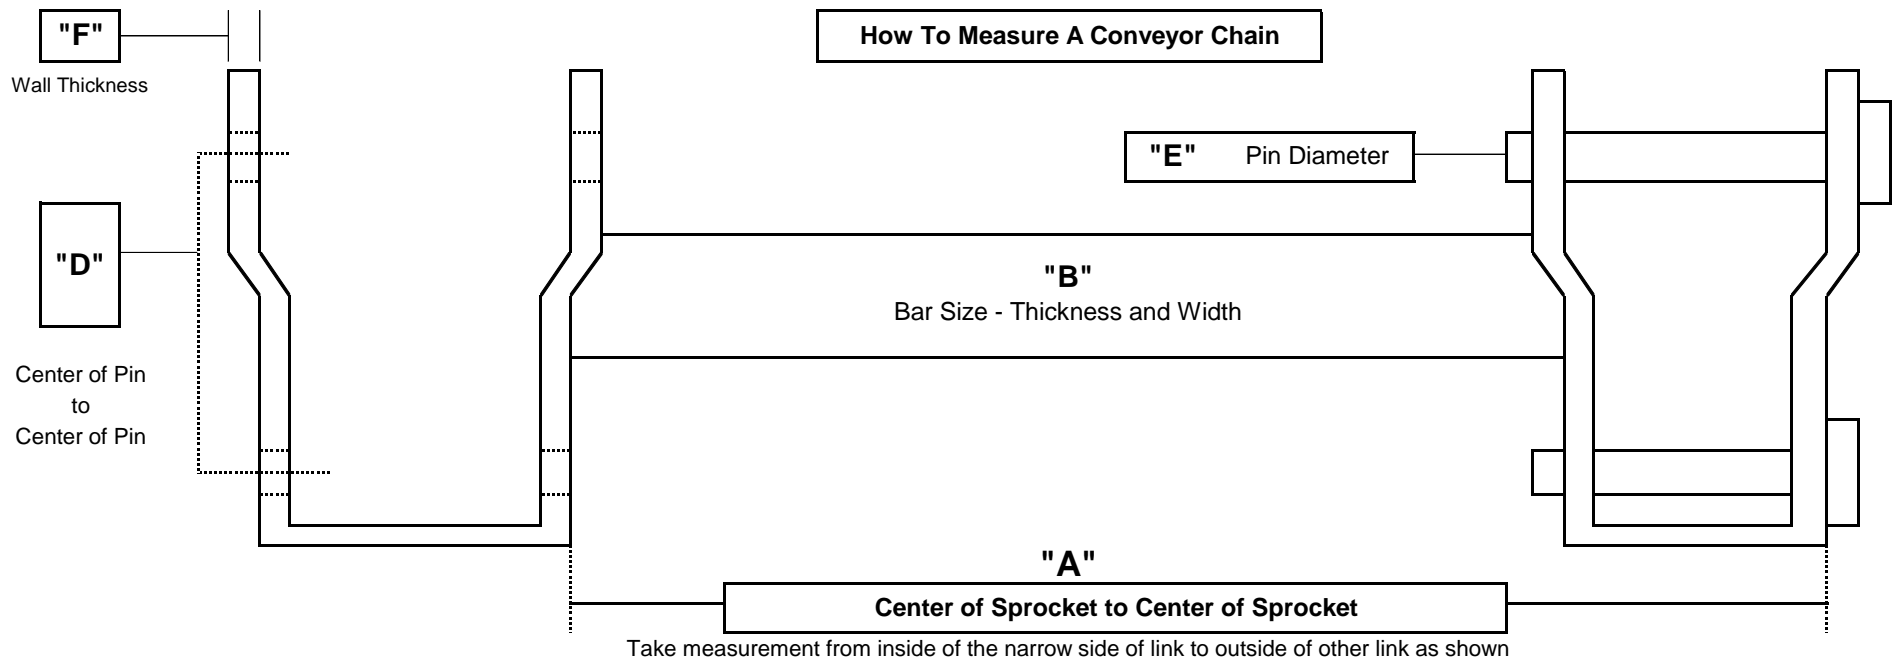 "F"
How To Measure A Conveyor Chain
Wall Thickness
"E" Pin Diameter
"D"
"B"
Bar Size - Thickness and Width
Center of Pin
to
Center of Pin
"A"
Center of Sprocket to Center of Sprocket
Take measurement from inside of the narrow side of link to outside of other link as shown